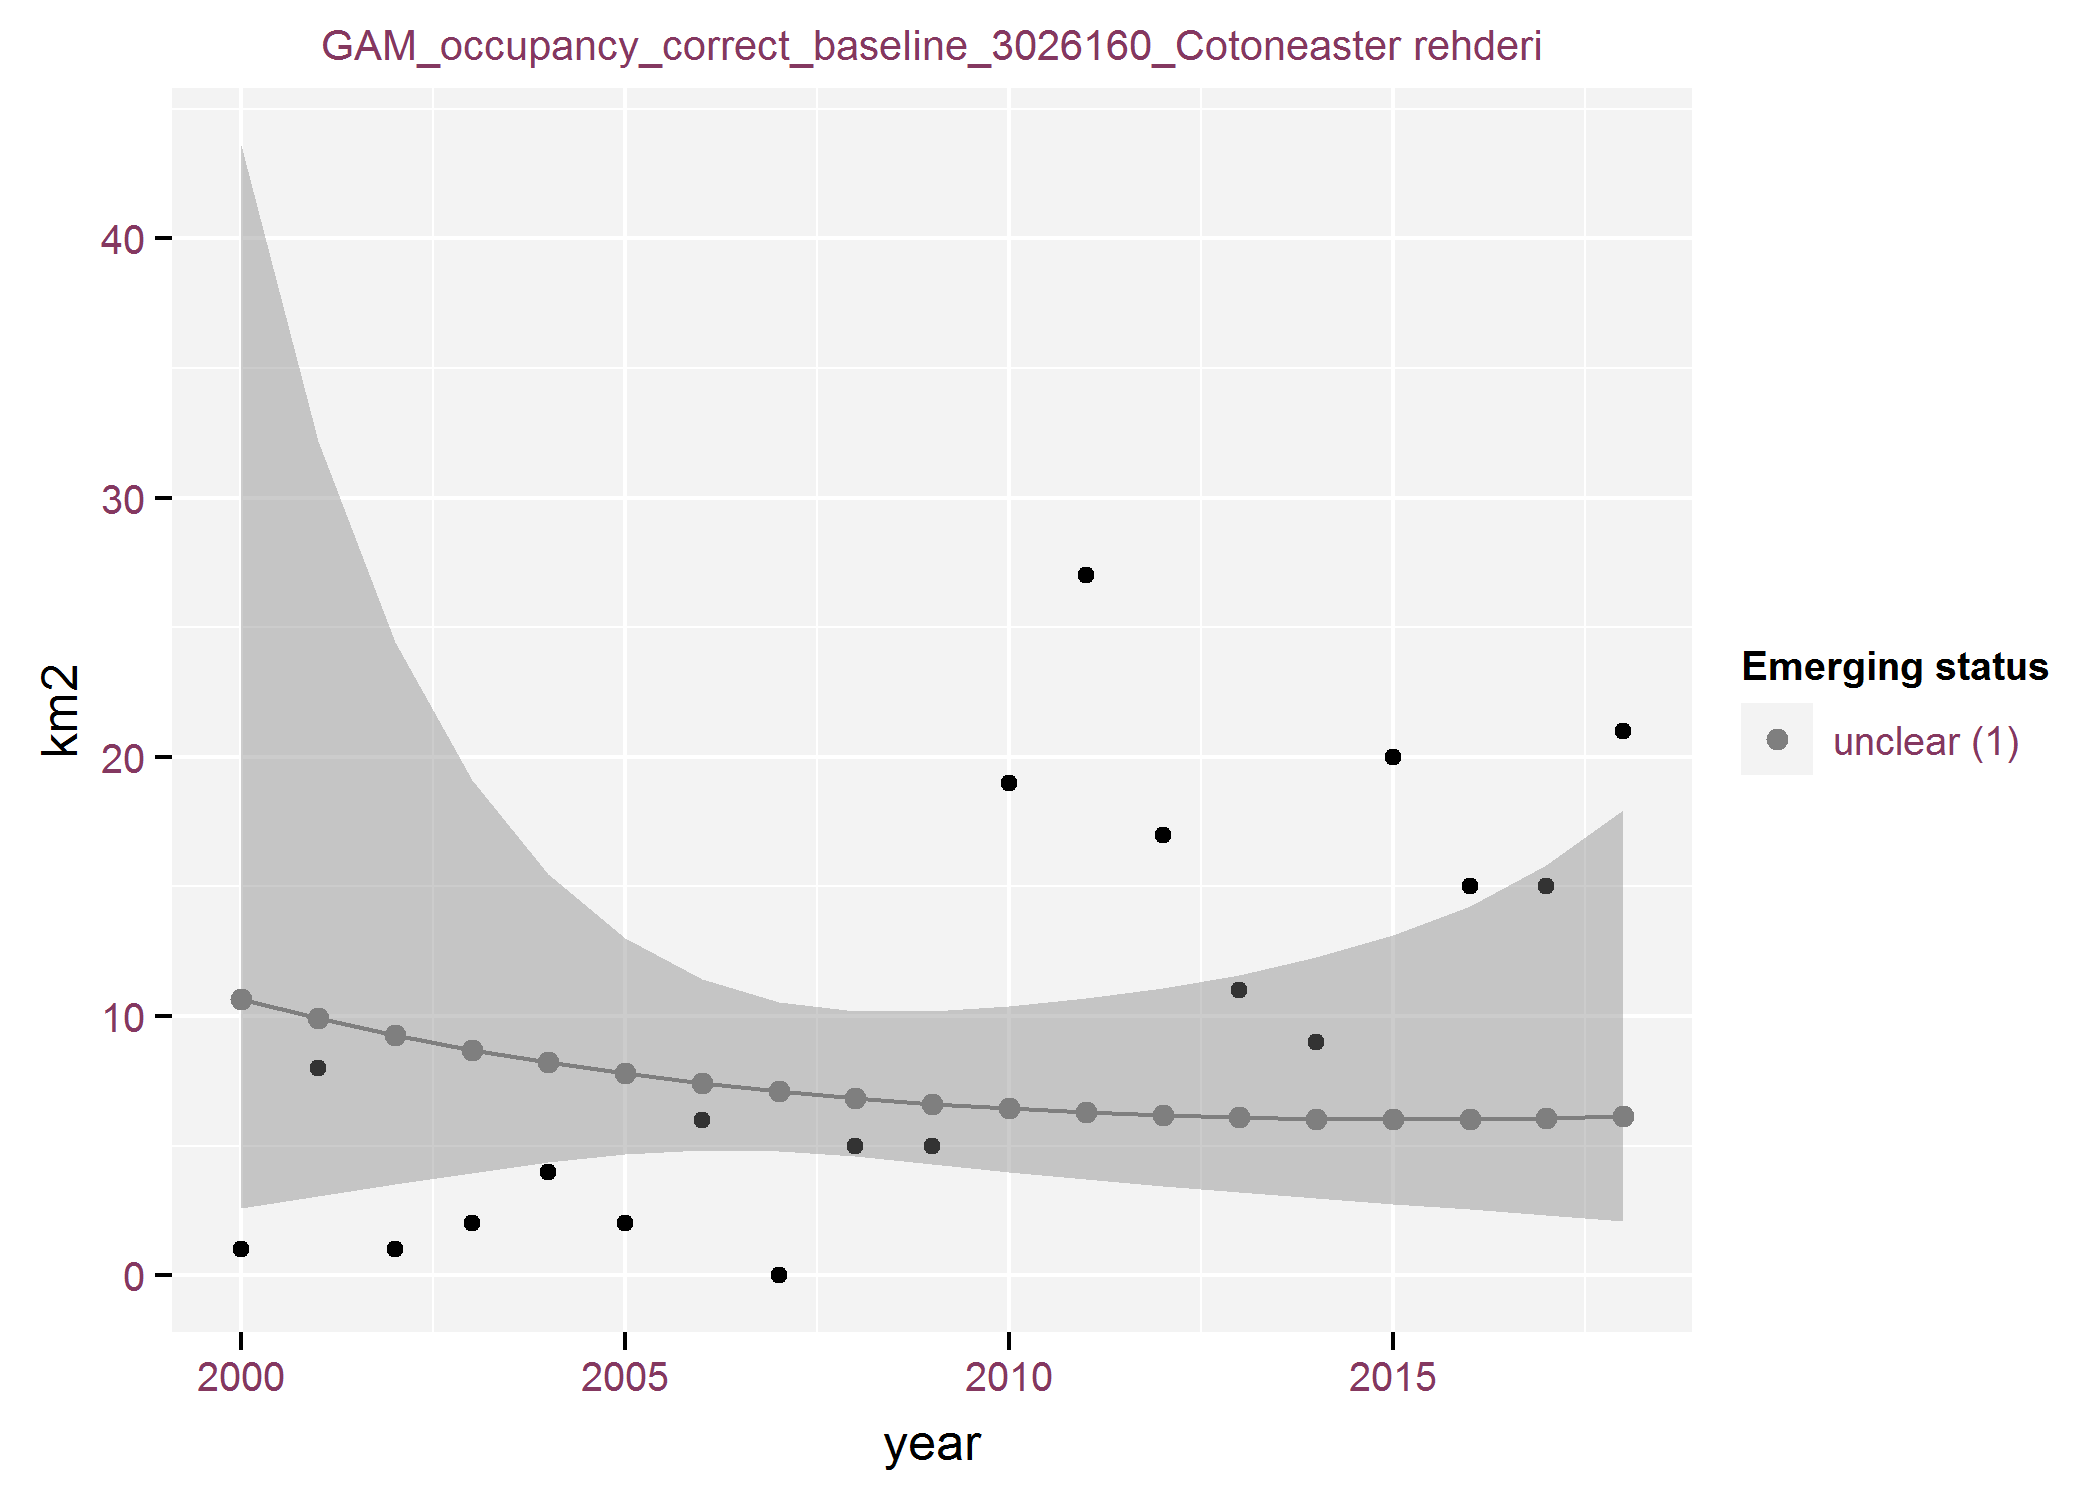 GAM_occupancy_correct_baseline_3026160_Cotoneaster rehderi
40
30
20
10
0
km2
2000 2005 2010 2015
year
Emerging status
unclear (1)